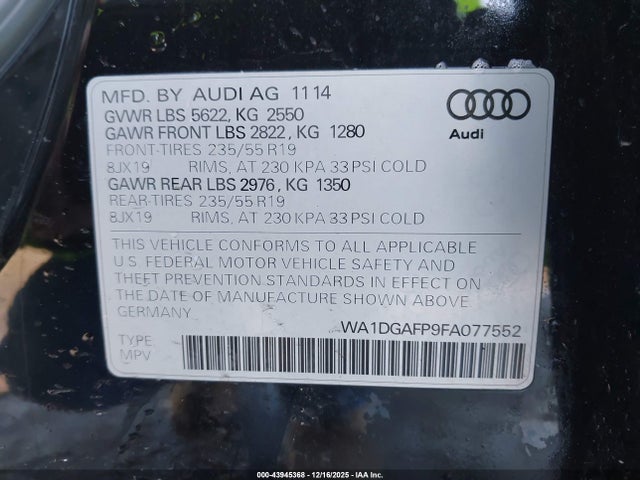 MFD. BY AUDI AG 11 14
GVWR LBS 5622, KG 2550
GAWR FRONT LBS 2822, KG 1280
FRONT-TIRES 235/55 R19
8JX19 RIMS, AT 230 KPA 33 PSI COLD
GAWR REAR LBS 2976, KG 1350
REAR-TIRES 235/55 R19
8JX19 RIMS, AT 230 KPA 33 PSI COLD
Audi
THIS VEHICLE CONFORMS TO ALL APPLICABLE
U.S. FEDERAL MOTOR VEHICLE SAFETY AND
THEFT PREVENTION STANDARDS IN EFFECT ON
THE DATE OF MANUFACTURE SHOWN ABOVE
GERMANY
WA1DGAFP9FA077552
TYPE:
MPV
000-43945368 - 12/16/2025 - IAA Inc.